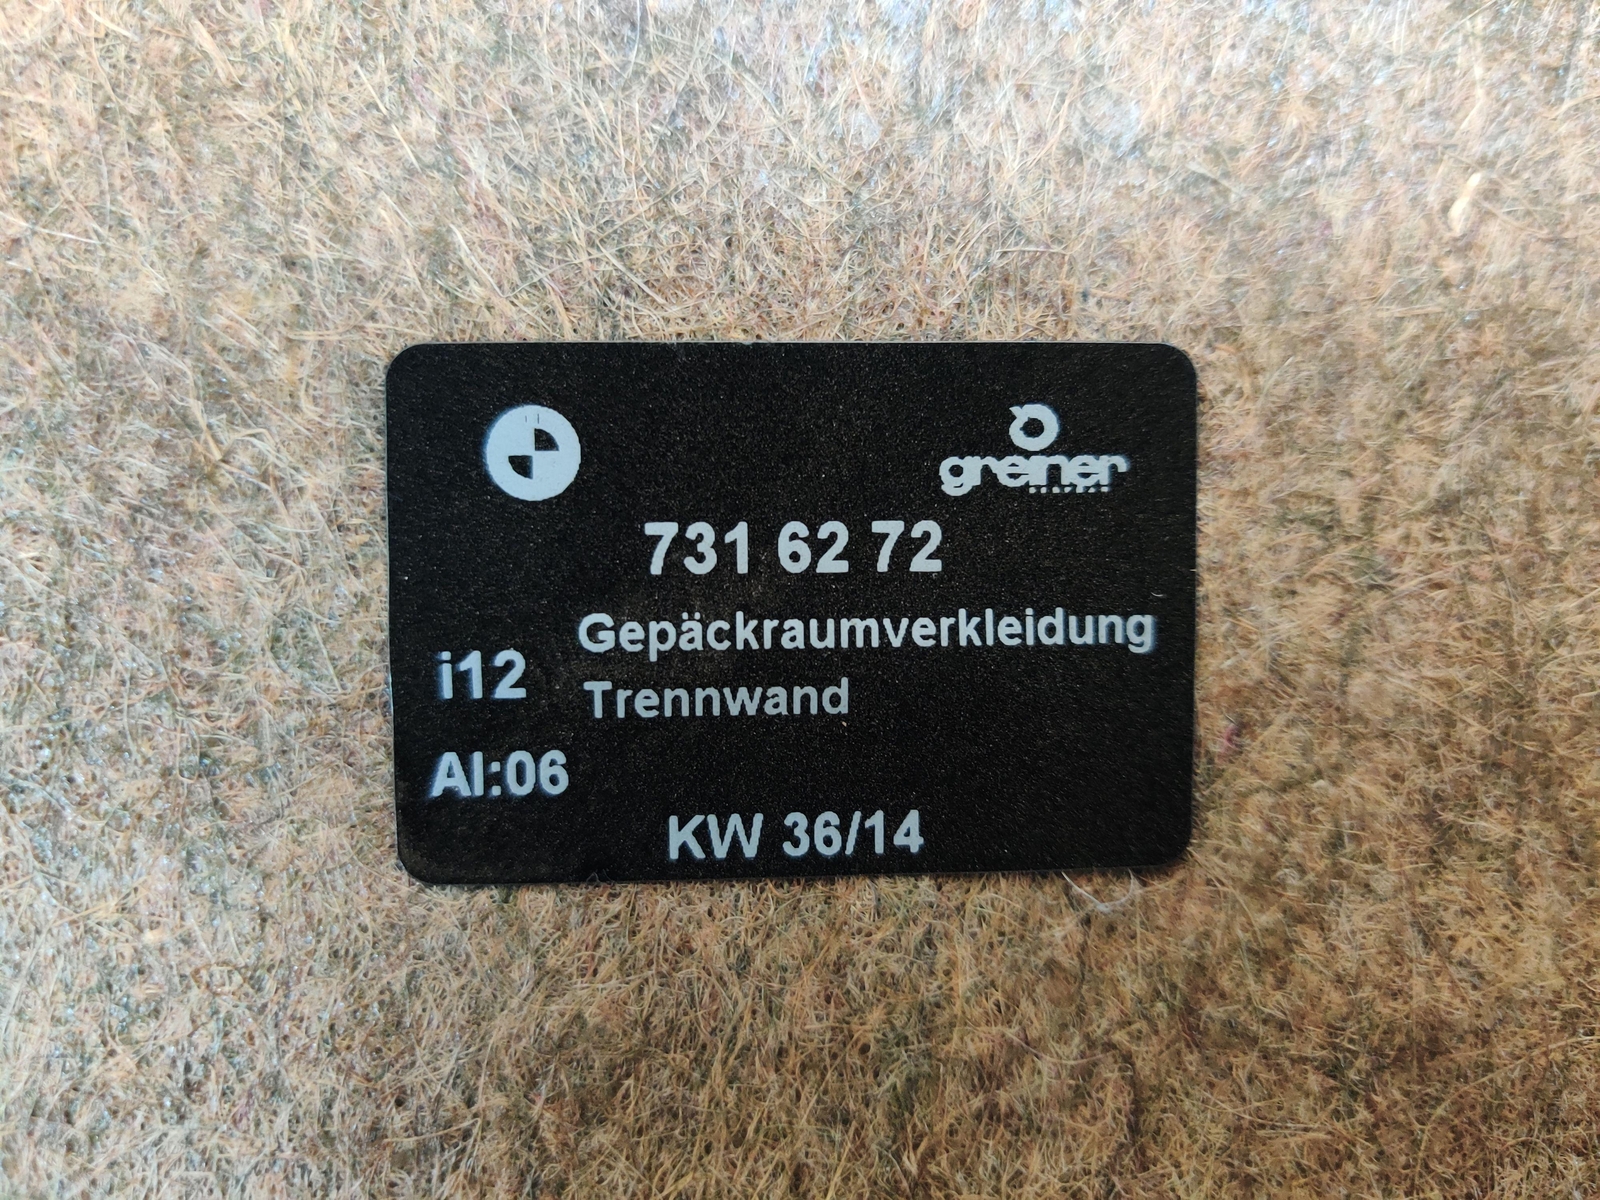 greiner
731 62 72
Gepäckraumverkleidung
i12
Trennwand
AI:06
KW 36/14